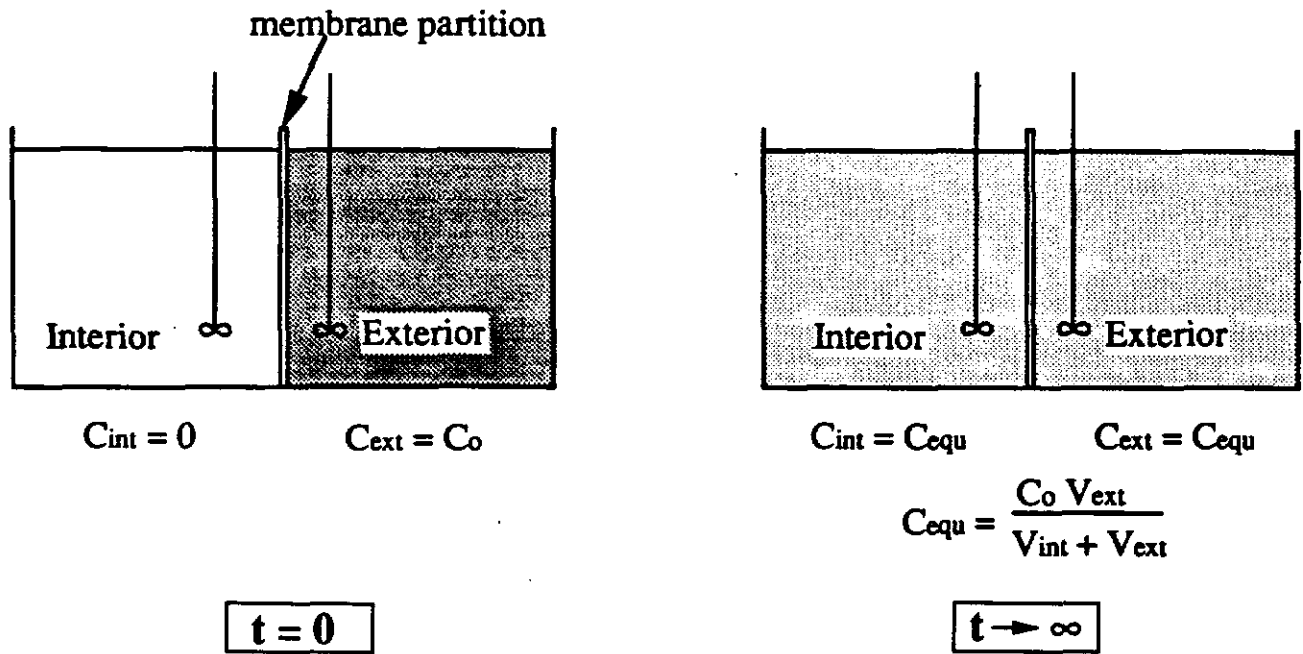 membrane partition
Interior
Exterior
Interior
Exterior
Cint = 0
Cext = Co
Cint = Cequ
Cext = Cequ
Cequ = Co Vext / Vint + Vext
t = 0
t → ∞